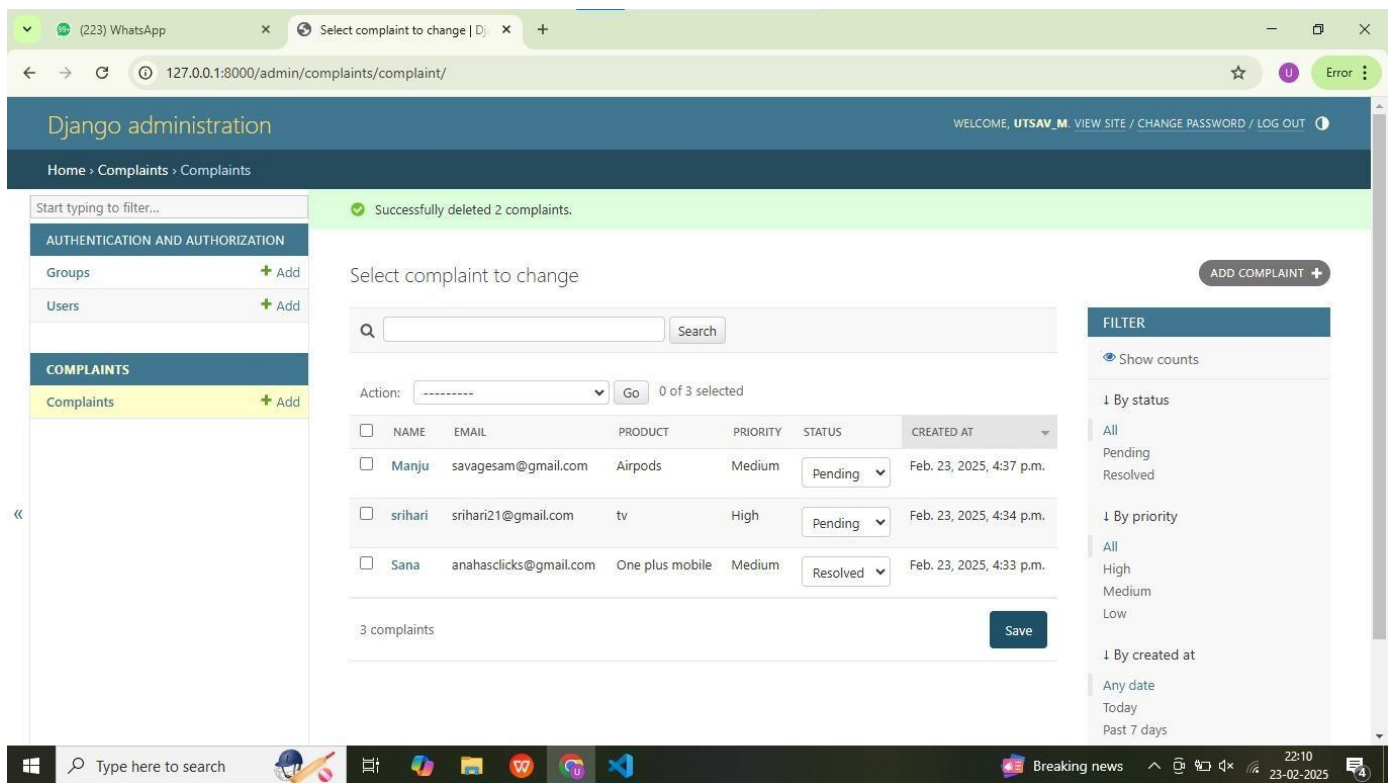 (223) WhatsApp
Select complaint to change | Dj
127.0.0.1:8000/admin/complaints/complaint/
U
Error
Django administration
WELCOME, UTSAV_M. VIEW SITE / CHANGE PASSWORD / LOG OUT
Home › Complaints › Complaints
Start typing to filter...
Successfully deleted 2 complaints.
AUTHENTICATION AND AUTHORIZATION
Groups + Add
Users + Add
COMPLAINTS
Complaints + Add
Select complaint to change
ADD COMPLAINT +
Search
Action: --------- Go 0 of 3 selected
NAME EMAIL PRODUCT PRIORITY STATUS CREATED AT
Manju savagesam@gmail.com Airpods Medium Pending Feb. 23, 2025, 4:37 p.m.
srihari srihari21@gmail.com tv High Pending Feb. 23, 2025, 4:34 p.m.
Sana anahasclicks@gmail.com One plus mobile Medium Resolved Feb. 23, 2025, 4:33 p.m.
3 complaints
Save
FILTER
Show counts
↓ By status
All
Pending
Resolved
↓ By priority
All
High
Medium
Low
↓ By created at
Any date
Today
Past 7 days
Type here to search
Breaking news
22:10
23-02-2025
4